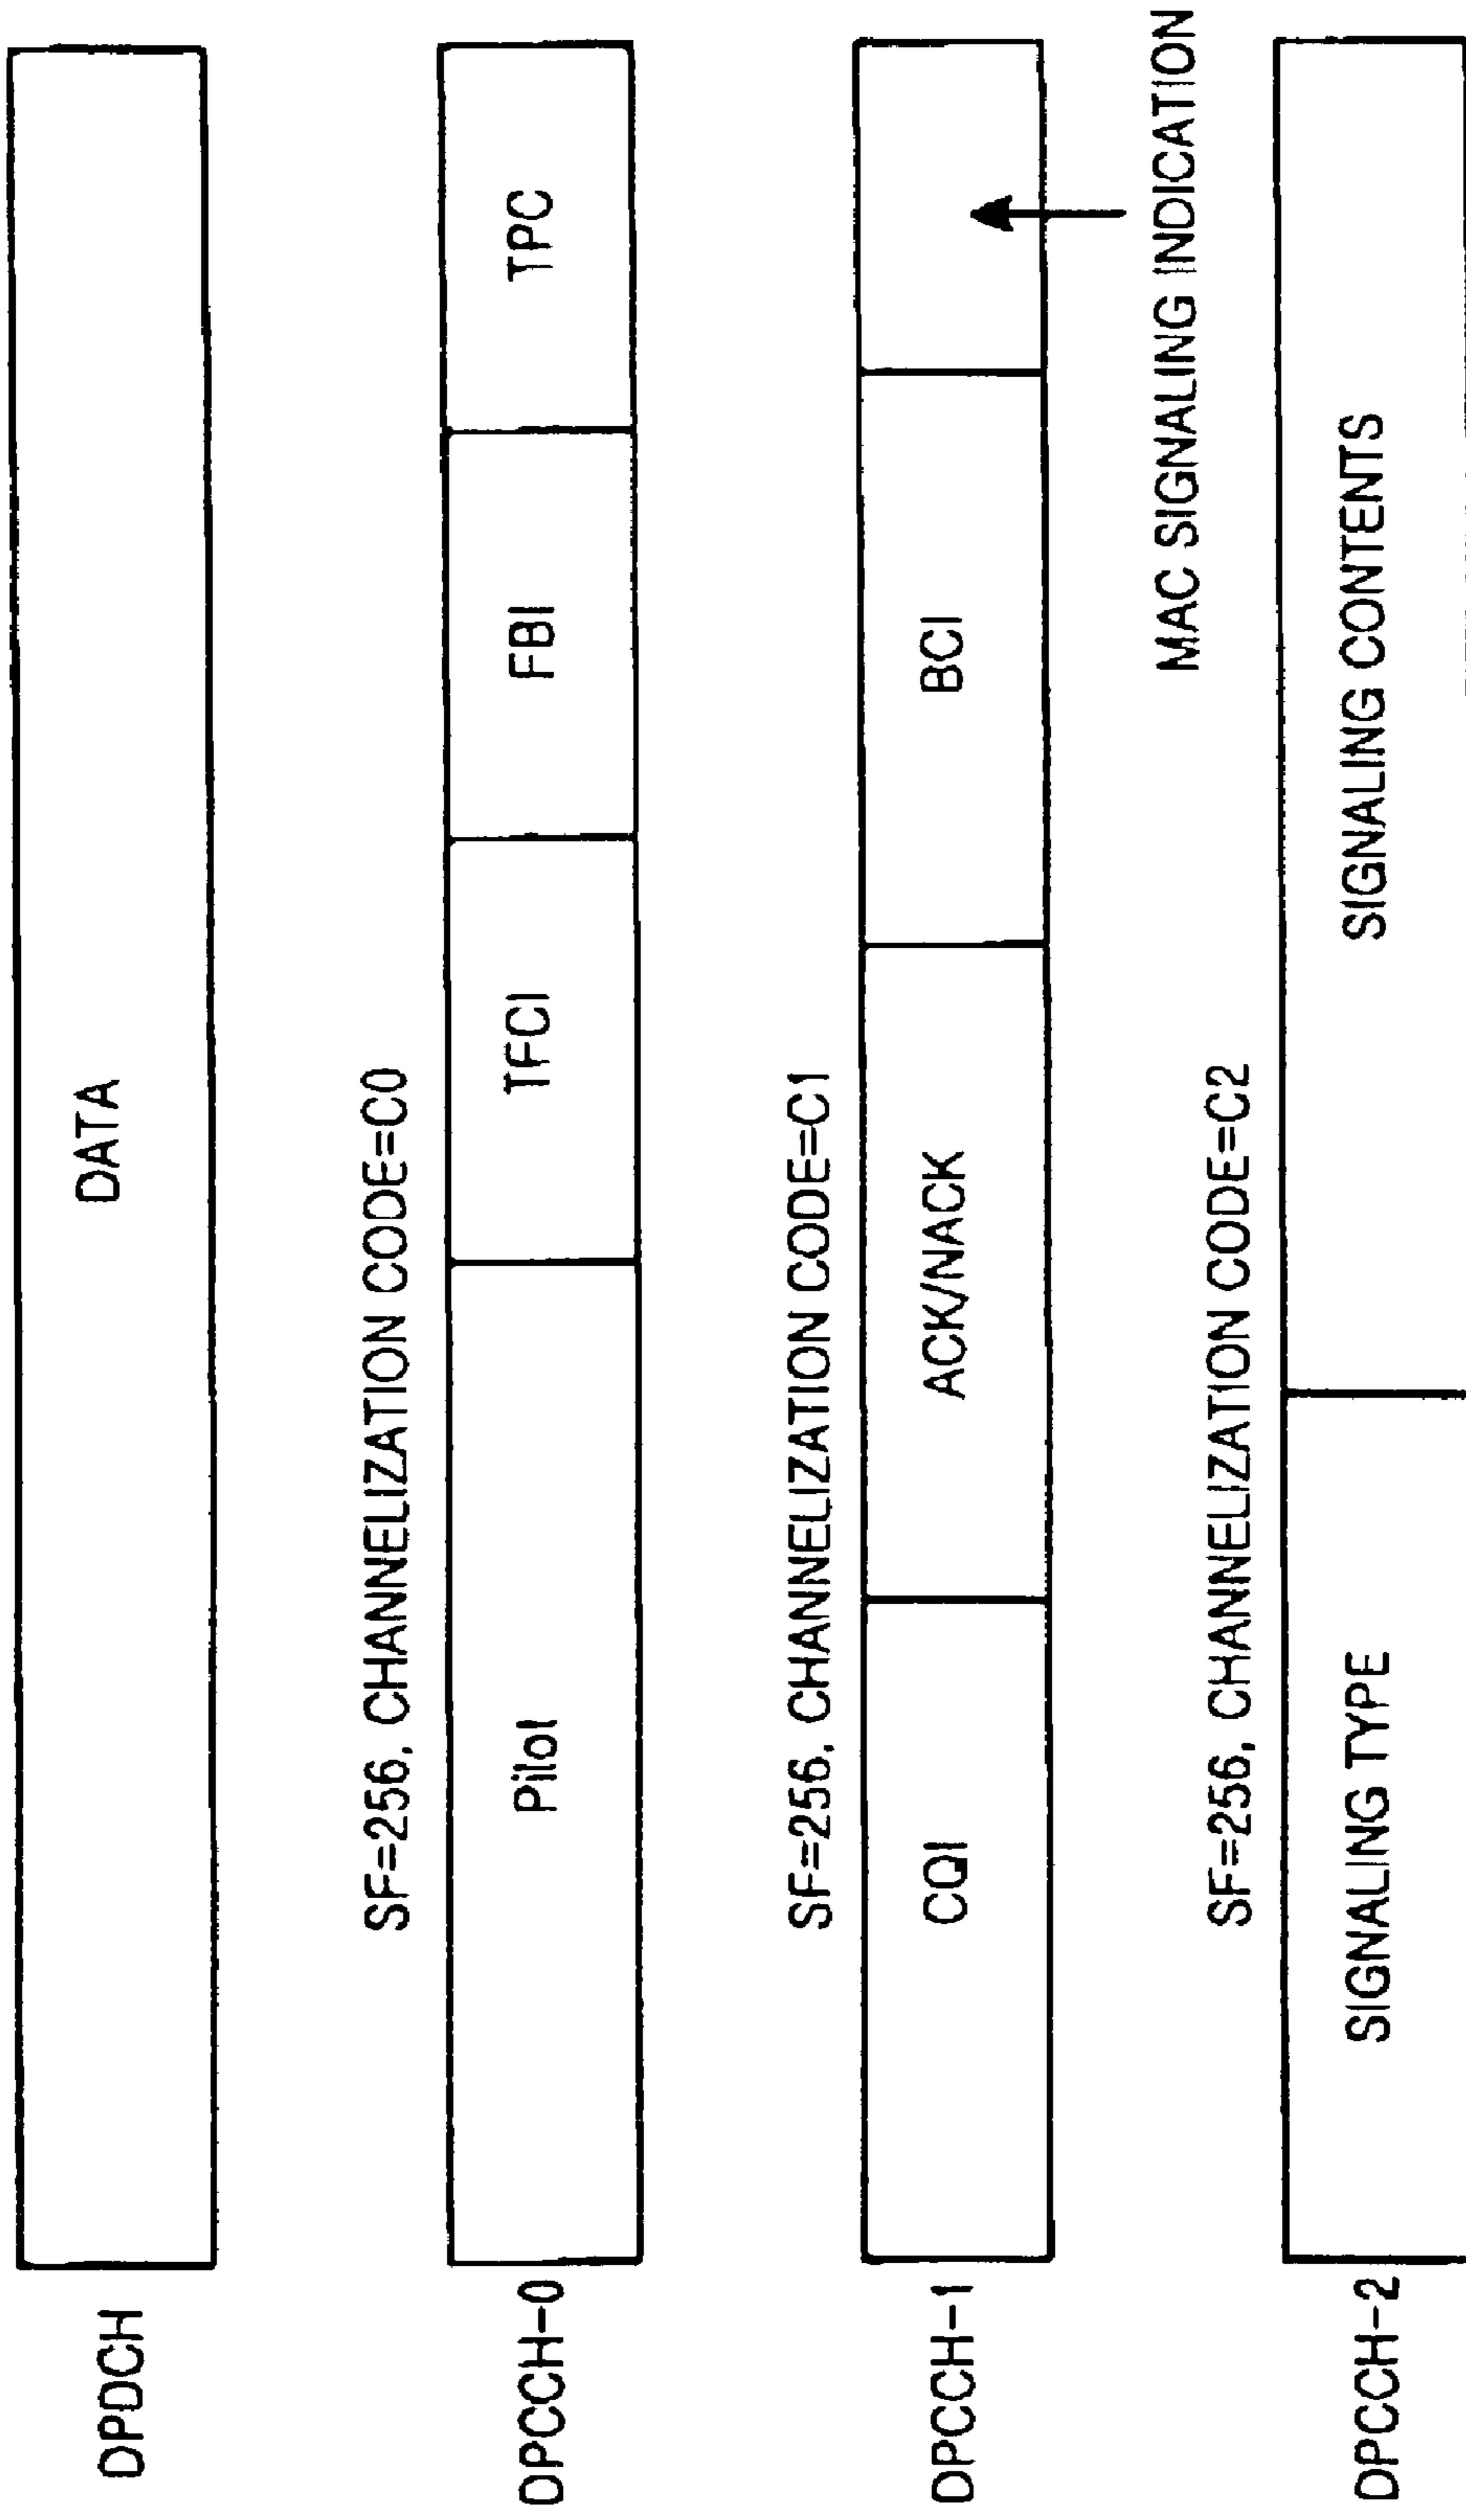 DPDCH DATA
SF=256, CHANNELIZATION CODE=C0
DPCCH-0 Pilot TFCI FBI TPC
SF=256, CHANNELIZATION CODE=C1
DPCCH-1 CQI ACK/NACK BCI
MAC SIGNALING INDICATION
SF=256, CHANNELIZATION CODE=C2
DPCCH-2 SIGNALING TYPE SIGNALING CONTENTS